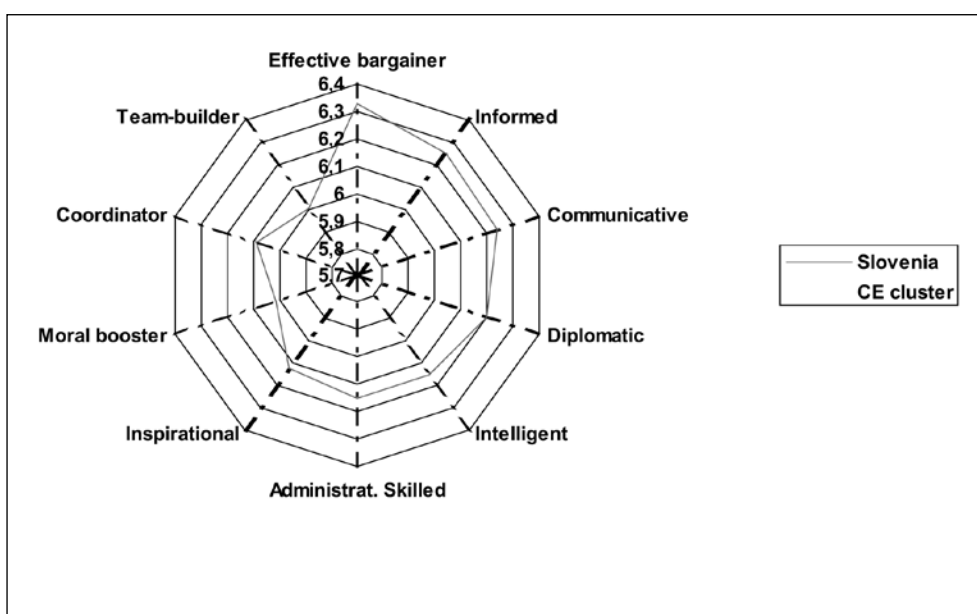 Effective bargainer
6,4
6,3
6,2
6,1
6
5,9
5,8
5,7
Informed
Communicative
Diplomatic
Intelligent
Administrat. Skilled
Inspirational
Moral booster
Coordinator
Team-builder
Slovenia
CE cluster